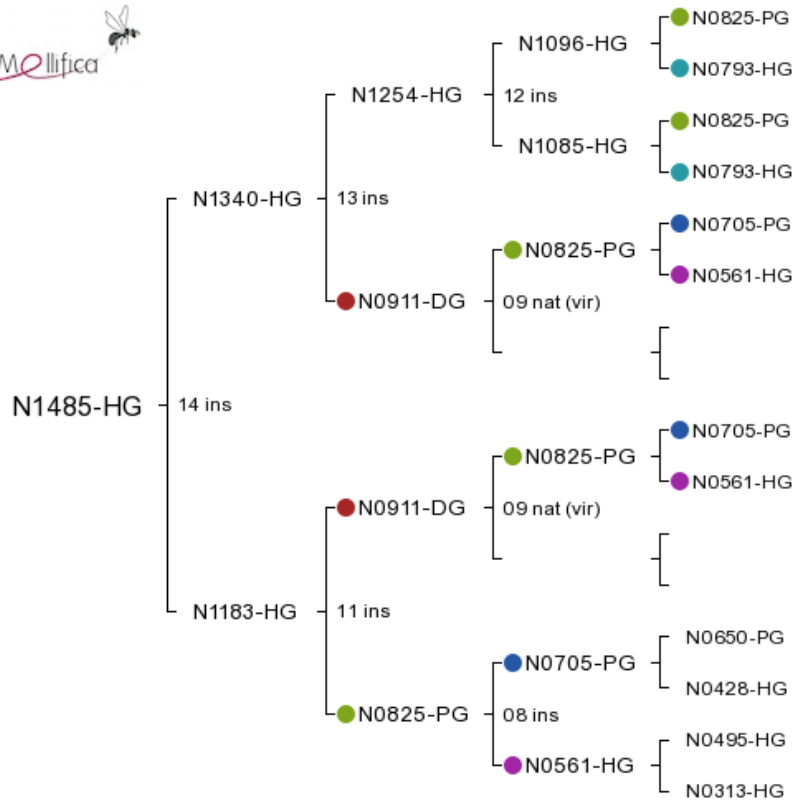 Mellifica
N0825-PG
N1096-HG
N0793-HG
N1254-HG
12 ins
N0825-PG
N1085-HG
N0793-HG
N1340-HG
13 ins
N0705-PG
N0825-PG
N0561-HG
N0911-DG
09 nat (vir)
N1485-HG
14 ins
N0705-PG
N0825-PG
N0561-HG
N0911-DG
09 nat (vir)
N1183-HG
11 ins
N0650-PG
N0705-PG
N0428-HG
N0825-PG
08 ins
N0495-HG
N0561-HG
N0313-HG